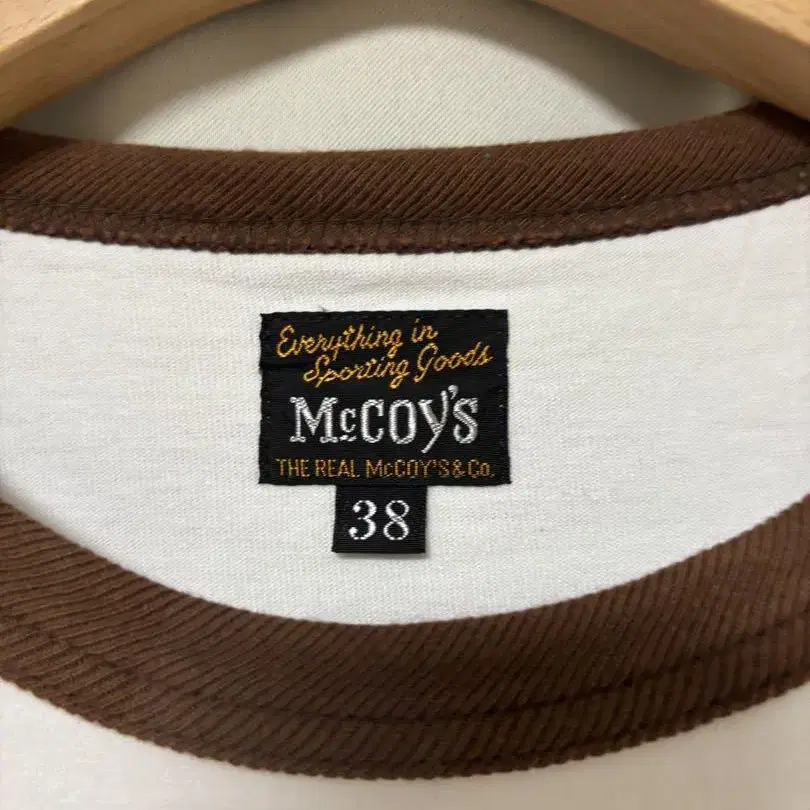 Everything in
Sporting Goods
McCOY'S
THE REAL McCOY'S & Co.
38